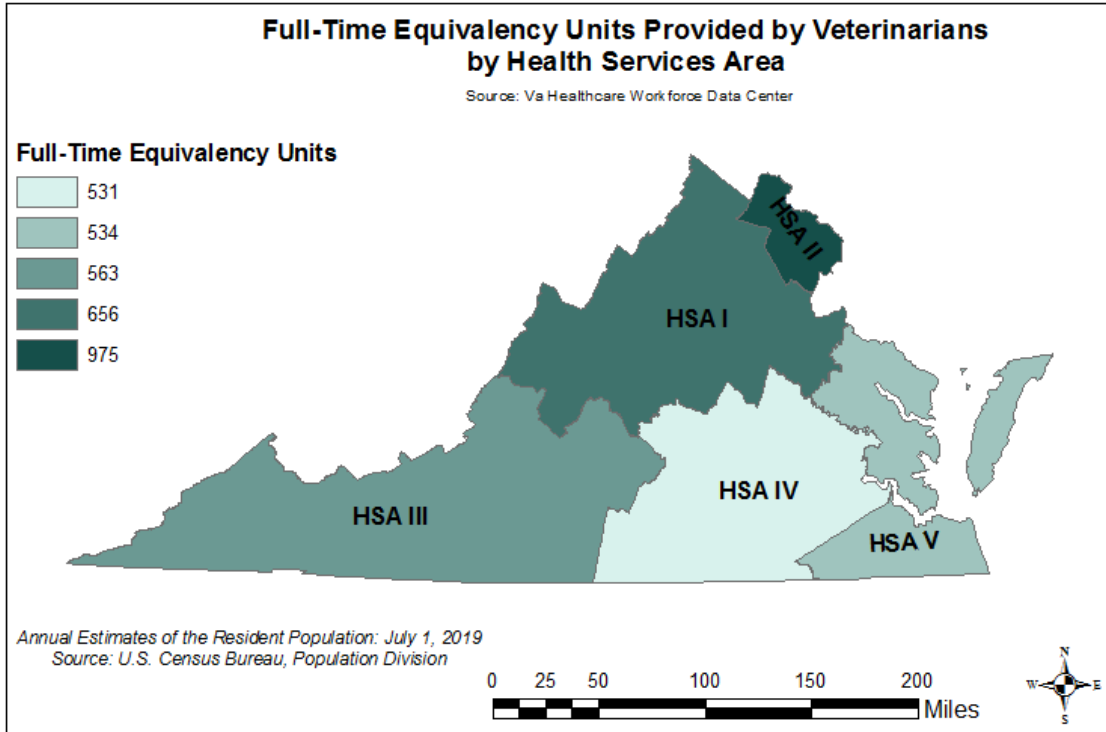 Full-Time Equivalency Units Provided by Veterinarians
by Health Services Area
Source: Va Healthcare Workforce Data Center
Full-Time Equivalency Units
531
534
563
656
975
HSA II
HSA I
HSA IV
HSA III
HSA V
Annual Estimates of the Resident Population: July 1, 2019
Source: U.S. Census Bureau, Population Division
0 25 50 100 150 200
Miles
N
W E
S